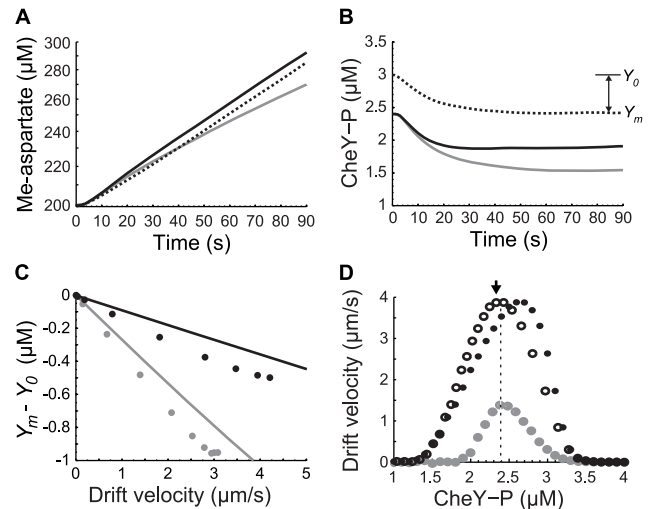 A
Me-aspartate (µM)
300
280
260
240
220
200
0 10 20 30 40 50 60 70 80 90
Time (s)
B
CheY−P (µM)
3.5
3
2.5
2
1.5
1
Y0
Ym
0 10 20 30 40 50 60 70 80 90
Time (s)
C
Ym- Y0 (µM)
0
-0.2
-0.4
-0.6
-0.8
-1
0 1 2 3 4 5
Drift velocity (µm/s)
D
Drift velocity (µm/s)
4
3
2
1
0
1 1.5 2 2.5 3 3.5 4
CheY−P (µM)